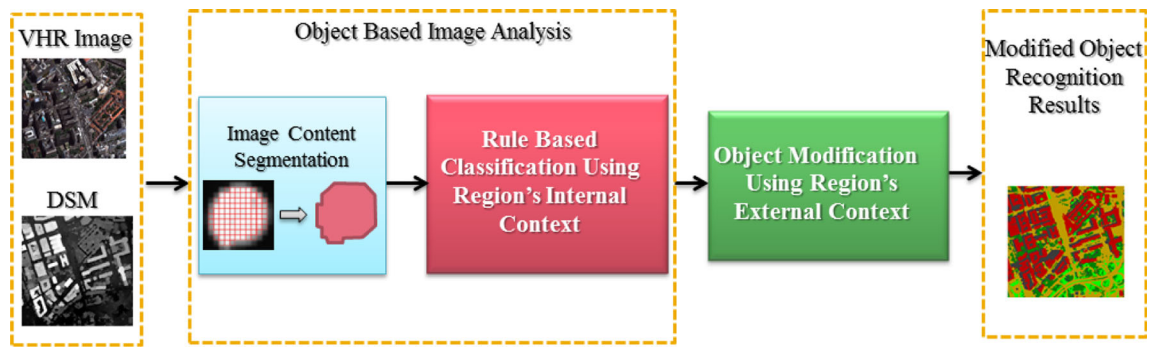 VHR Image
DSM
Object Based Image Analysis
Image Content
Segmentation
Rule Based
Classification Using
Region's Internal
Context
Object Modification
Using Region's
External Context
Modified Object
Recognition
Results